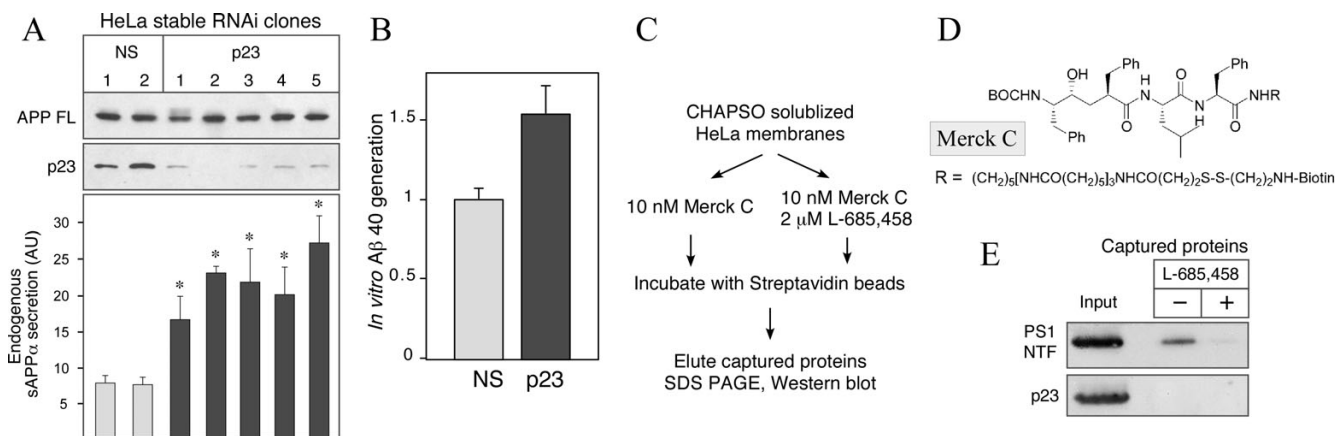 A
HeLa stable RNAi clones
NS p23
1 2 1 2 3 4 5
APP FL
p23
Endogenous
sAPPα secretion (AU)
30
25
20
15
10
5
* * * * *
B
In vitro Aβ 40 generation
1.5
1
0.5
0
NS p23
C
CHAPSO solublized
HeLa membranes
10 nM Merck C
10 nM Merck C
2 μM L-685,458
Incubate with Streptavidin beads
Elute captured proteins
SDS PAGE, Western blot
D
Ph OH Ph
BOCHN H N O N H O NHR
Ph O
Merck C
R = (CH₂)₅[NHCO(CH₂)₅]₃NHCO(CH₂)₂S-S-(CH₂)₂NH-Biotin
E
Captured proteins
L-685,458
Input − +
PS1
NTF
p23